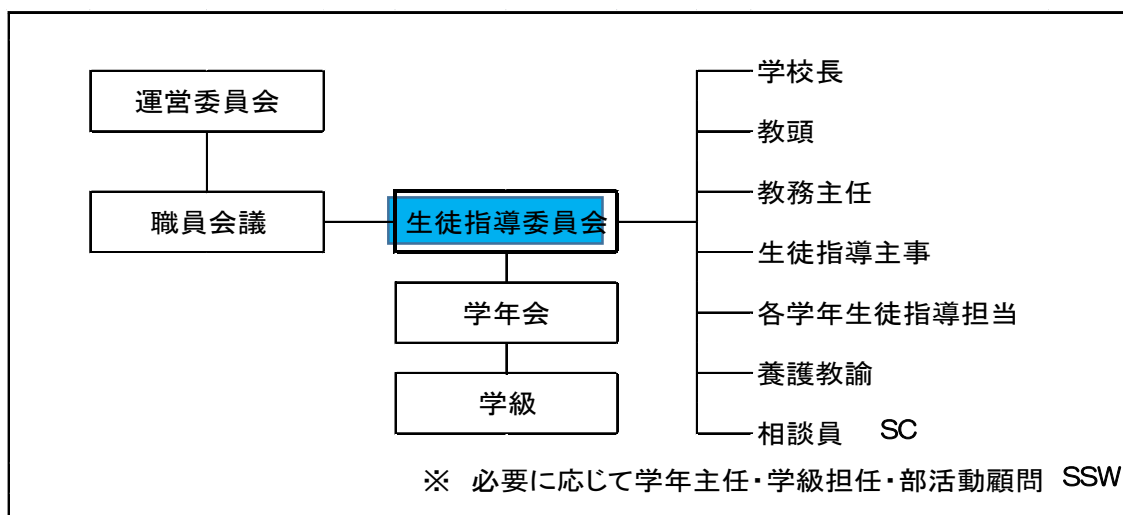 運営委員会
職員会議
生徒指導委員会
学年会
学級
学校長
教頭
教務主任
生徒指導主事
各学年生徒指導担当
養護教諭
相談員 SC
※ 必要に応じて学年主任・学級担任・部活動顧問 SSW